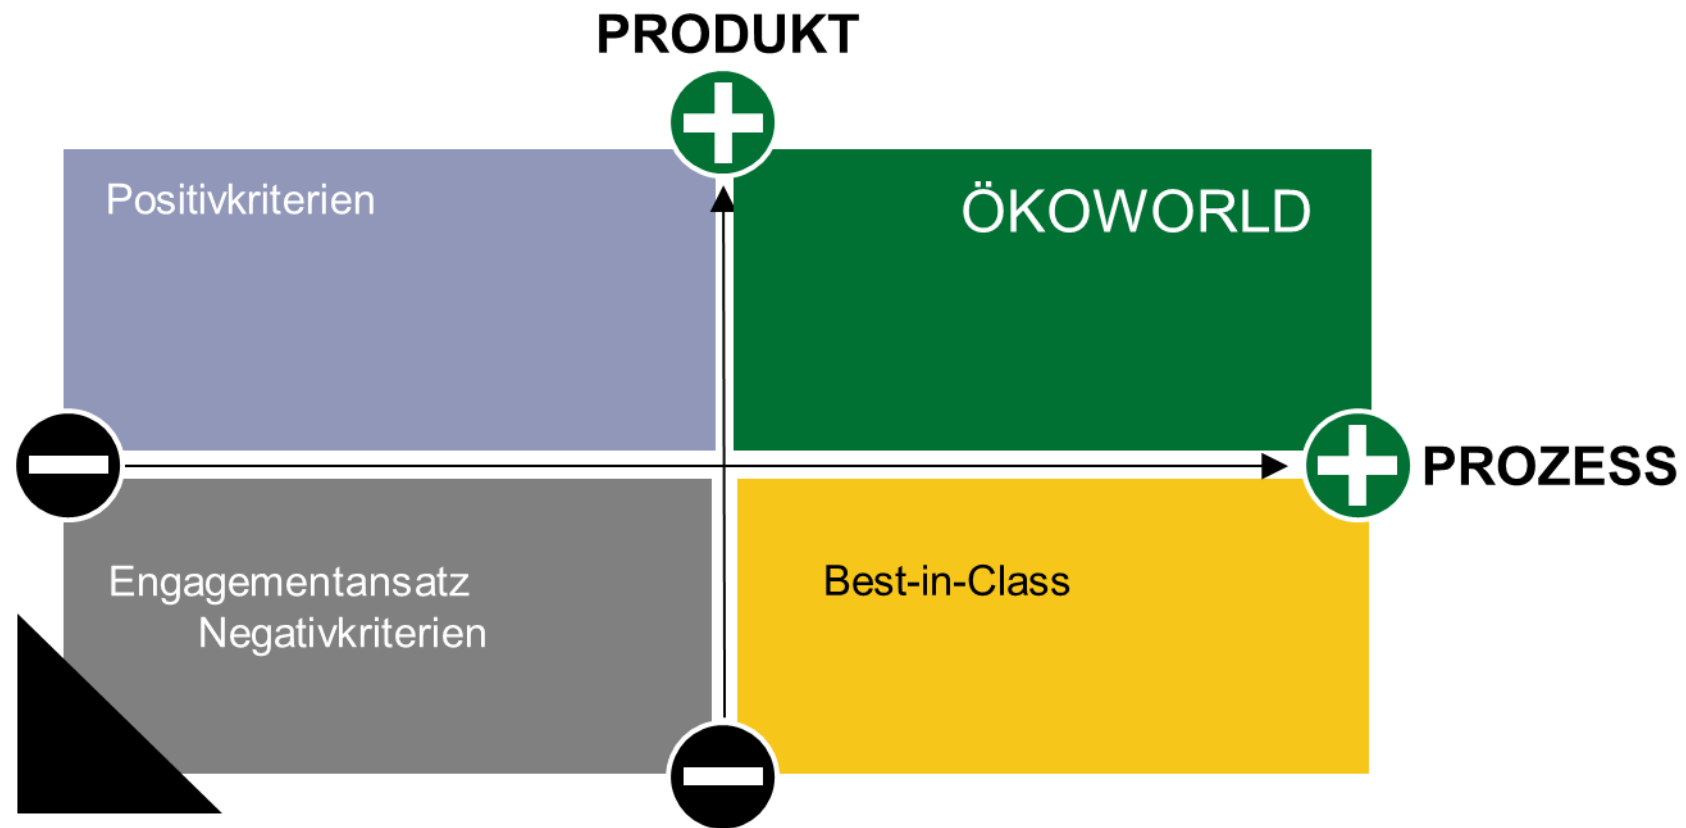 PRODUKT
Positivkriterien
ÖKOWORLD
PROZESS
Engagementansatz
Negativkriterien
Best-in-Class